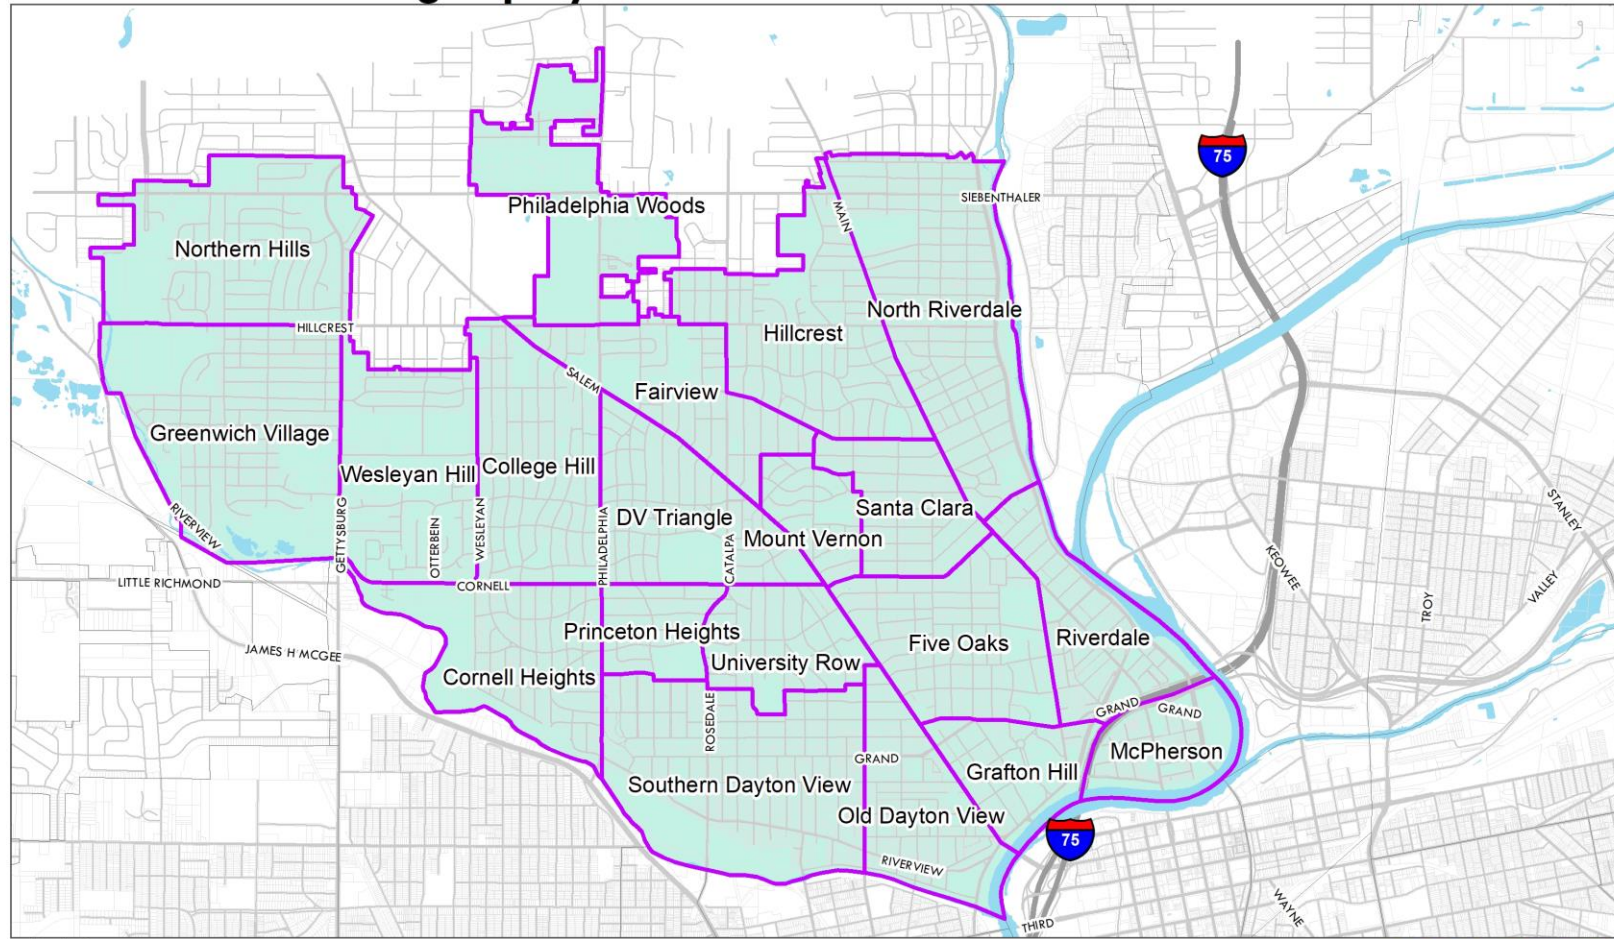 75
SIEBENTHALER
Philadelphia Woods
MAIN
Northern Hills
North Riverdale
HILLCREST
Hillcrest
SALEM
Fairview
Greenwich Village
Wesleyan Hill
College Hill
Santa Clara
STANLEY
DV Triangle
RIVERVIEW
GETTYSBURG
OTTERBEIN
WESLEYAN
PHILADELPHIA
CATALPA
Mount Vernon
KEOWEE
LITTLE RICHMOND
CORNELL
VALLEY
TROY
Princeton Heights
Five Oaks
Riverdale
JAMES H MCGEE
University Row
Cornell Heights
GRAND
GRAND
ROSEDALE
McPherson
GRAND
Grafton Hill
Southern Dayton View
Old Dayton View
75
RIVERVIEW
WAYNE
THIRD